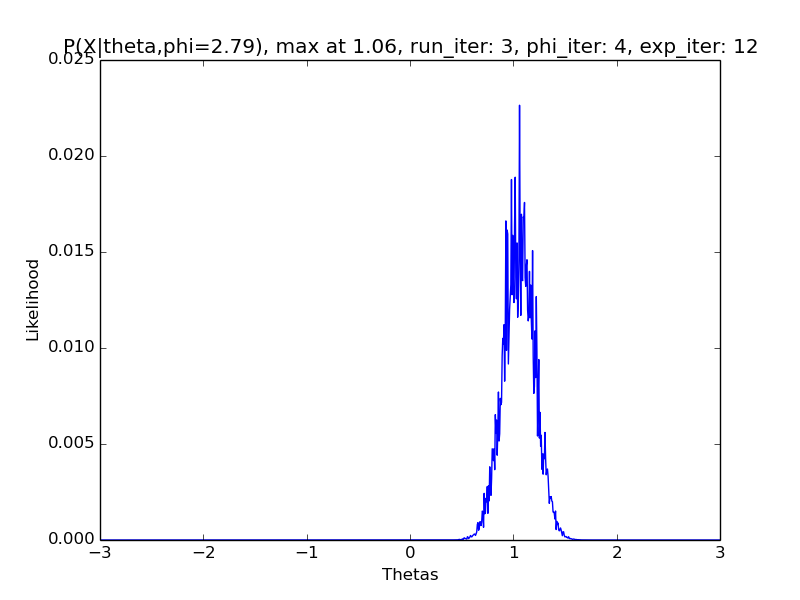 P(X|theta,phi=2.79), max at 1.06, run_iter: 3, phi_iter: 4, exp_iter: 12
0.025
0.020
0.015
0.010
0.005
0.000
Likelihood
−3 −2 −1 0 1 2 3
Thetas